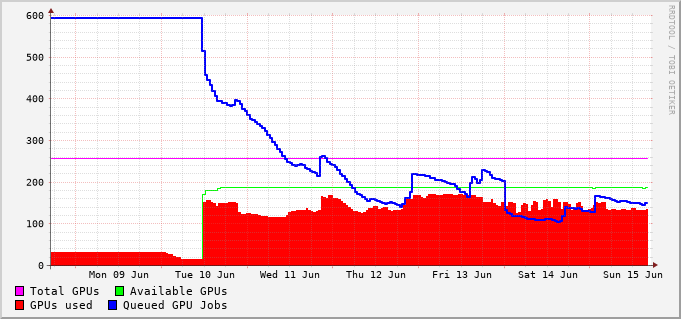 600
500
400
300
200
100
0
Mon 09 Jun Tue 10 Jun Wed 11 Jun Thu 12 Jun Fri 13 Jun Sat 14 Jun Sun 15 Jun
Total GPUs Available GPUs
GPUs used Queued GPU Jobs
RRDTOOL / TOBI OETIKER